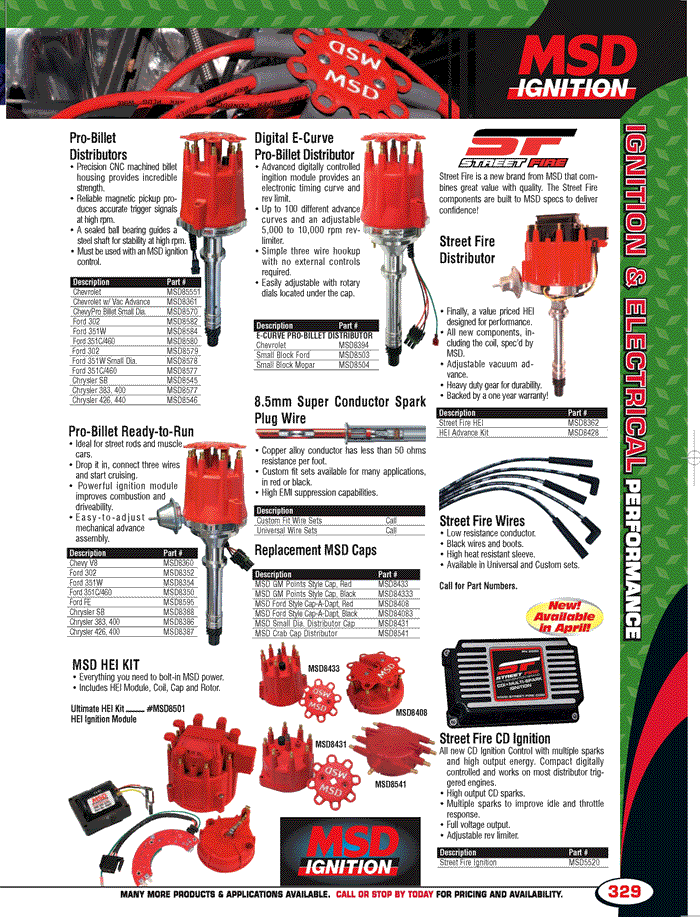 MSD
MSD
MSD
IGNITION
IGNITION & ELECTRICAL PERFORMANCE
Pro-Billet
Distributors
• Precision CNC machined billet
housing provides incredible
strength.
• Reliable magnetic pickup pro-
duces accurate trigger signals
at high rpm.
• A sealed ball bearing guides a
steel shaft for stability at high rpm.
• Must be used with an MSD ignition
control.
Description Part #
Chevrolet MSD85551
Chevrolet w/ Vac Advance MSD8361
ChevyPro Billet Small Dia. MSD8570
Ford 302 MSD8582
Ford 351W MSD8584
Ford 351C/460 MSD8580
Ford 302 MSD8579
Ford 351W Small Dia. MSD8578
Ford 351C/460 MSD8577
Chrysler SB MSD8545
Chrysler 383, 400 MSD8577
Chrysler 426, 440 MSD8546
Pro-Billet Ready-to-Run
• Ideal for street rods and muscle
cars.
• Drop it in, connect three wires
and start cruising.
• Powerful ignition module
improves combustion and
driveability.
• Easy-to-adjust
mechanical advance
assembly.
Description Part #
Chevy V8 MSD8360
Ford 302 MSD8352
Ford 351W MSD8354
Ford 351C/460 MSD8350
Ford FE MSD8595
Chrysler SB MSD8388
Chrysler 383, 400 MSD8386
Chrysler 426, 400 MSD8387
MSD HEI KIT
• Everything you need to bolt-in MSD power.
• Includes HEI Module, Coil, Cap and Rotor.
Ultimate HEI Kit .......... #MSD8501
HEI Ignition Module
MSD
Digital E-Curve
Pro-Billet Distributor
• Advanced digitally controlled
ingition module provides an
electronic timing curve and
rev limit.
• Up to 100 different advance
curves and an adjustable
5,000 to 10,000 rpm rev-
limiter.
• Simple three wire hookup
with no external controls
required.
• Easily adjustable with rotary
dials located under the cap.
Description Part #
E-CURVE PRO-BILLET DISTRIBUTOR
Chevrolet MSD8394
Small Block Ford MSD8503
Small Block Mopar MSD8504
8.5mm Super Conductor Spark
Plug Wire
• Copper alloy conductor has less than 50 ohms
resistance per foot.
• Custom fit sets available for many applications,
in red or black.
• High EMI suppression capabilities.
Description
Custom Fit Wire Sets Call
Universal Wire Sets Call
Replacement MSD Caps
Description Part #
MSD GM Points Style Cap, Red MSD8433
MSD GM Points Style Cap, Black MSD84333
MSD Ford Style Cap-A-Dapt, Red MSD8408
MSD Ford Style Cap-A-Dapt, Black MSD84083
MSD Small Dia. Distributor Cap MSD8431
MSD Crab Cap Distributor MSD8541
MSD8433
MSD
MSD
MSD
MSD8408
MSD8431
MSD
MSD
MSD8541
MSD
IGNITION
SF
STREET FIRE
Street Fire is a new brand from MSD that com-
bines great value with quality. The Street Fire
components are built to MSD specs to deliver
confidence!
Street Fire
Distributor
• Finally, a value priced HEI
designed for performance.
• All new components, in-
cluding the coil, spec'd by
MSD.
• Adjustable vacuum ad-
vance.
• Heavy duty gear for durability.
• Backed by a one year warranty!
Description Part #
Street Fire HEI MSD8362
HEI Advance Kit MSD8428
Street Fire Wires
• Low resistance conductor.
• Black wires and boots.
• High heat resistant sleeve.
• Available in Universal and Custom sets.
Call for Part Numbers.
New!
Available
in April!
SF
STREET FIRE
CDI • MULTI-SPARK
IGNITION
Street Fire CD Ignition
All new CD Ignition Control with multiple sparks
and high output energy. Compact digitally
controlled and works on most distributor trig-
gered engines.
• High output CD sparks.
• Multiple sparks to improve idle and throttle
response.
• Full voltage output.
• Adjustable rev limiter.
Description Part #
Street Fire Ignition MSD5520
MANY MORE PRODUCTS & APPLICATIONS AVAILABLE. CALL OR STOP BY TODAY FOR PRICING AND AVAILABILITY.
329